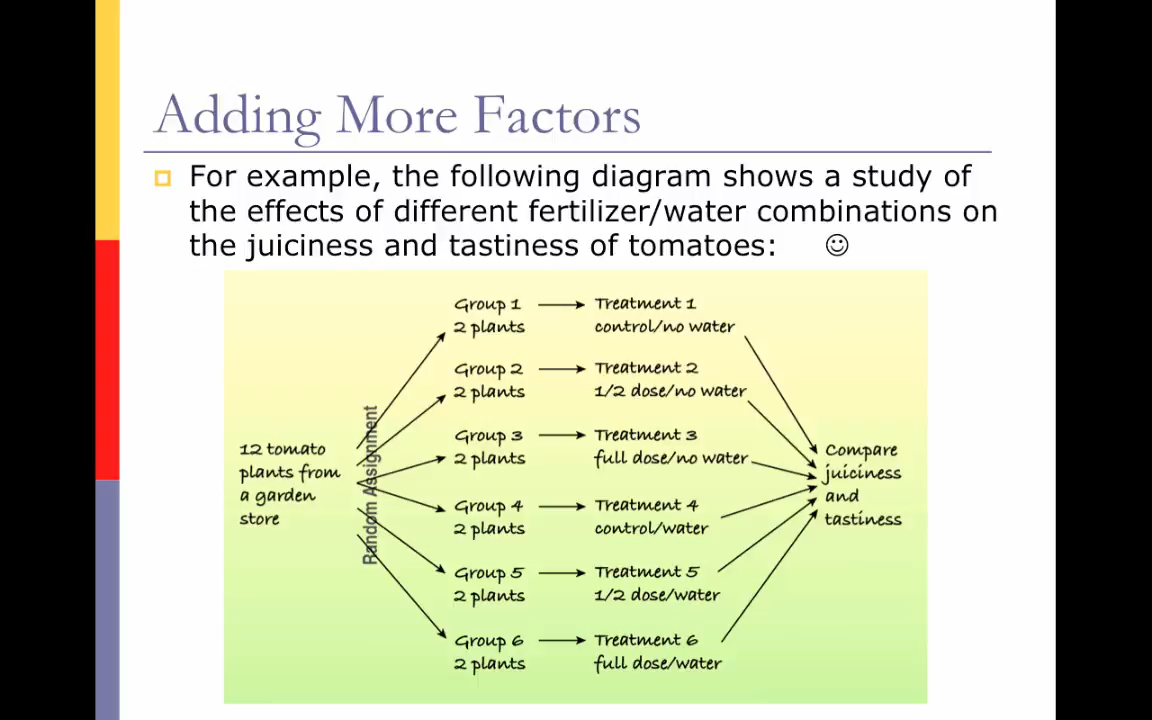 Adding More Factors
For example, the following diagram shows a study of
the effects of different fertilizer/water combinations on
the juiciness and tastiness of tomatoes: ☺
12 tomato
plants from
a garden
store
Random Assignment
Group 1
2 plants
Treatment 1
control/no water
Group 2
2 plants
Treatment 2
1/2 dose/no water
Group 3
2 plants
Treatment 3
full dose/no water
Group 4
2 plants
Treatment 4
control/water
Group 5
2 plants
Treatment 5
1/2 dose/water
Group 6
2 plants
Treatment 6
full dose/water
Compare
juiciness
and
tastiness